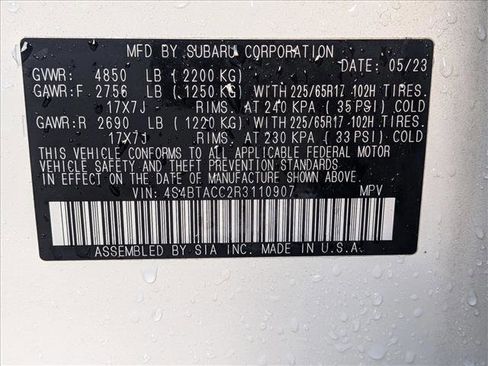 MFD BY SUBARU CORPORATION
DATE: 05/23
GVWR: 4850 LB (2200 KG)
GAWR:F 2756 LB (1250 KG) WITH 225/65R17 102H TIRES.
17X7J RIMS. AT 240 KPA (35 PSI) COLD
GAWR:R 2690 LB (1220 KG) WITH 225/65R17 102H TIRES.
17X7J RIMS. AT 230 KPA (33 PSI) COLD
THIS VEHICLE CONFORMS TO ALL APPLICABLE FEDERAL MOTOR
VEHICLE SAFETY AND THEFT PREVENTION STANDARDS IN
EFFECT ON THE DATE OF MANUFACTURE SHOWN ABOVE.
VIN: 4S4BTACC2R3110907 MPV
ASSEMBLED BY SIA INC. MADE IN U.S.A.